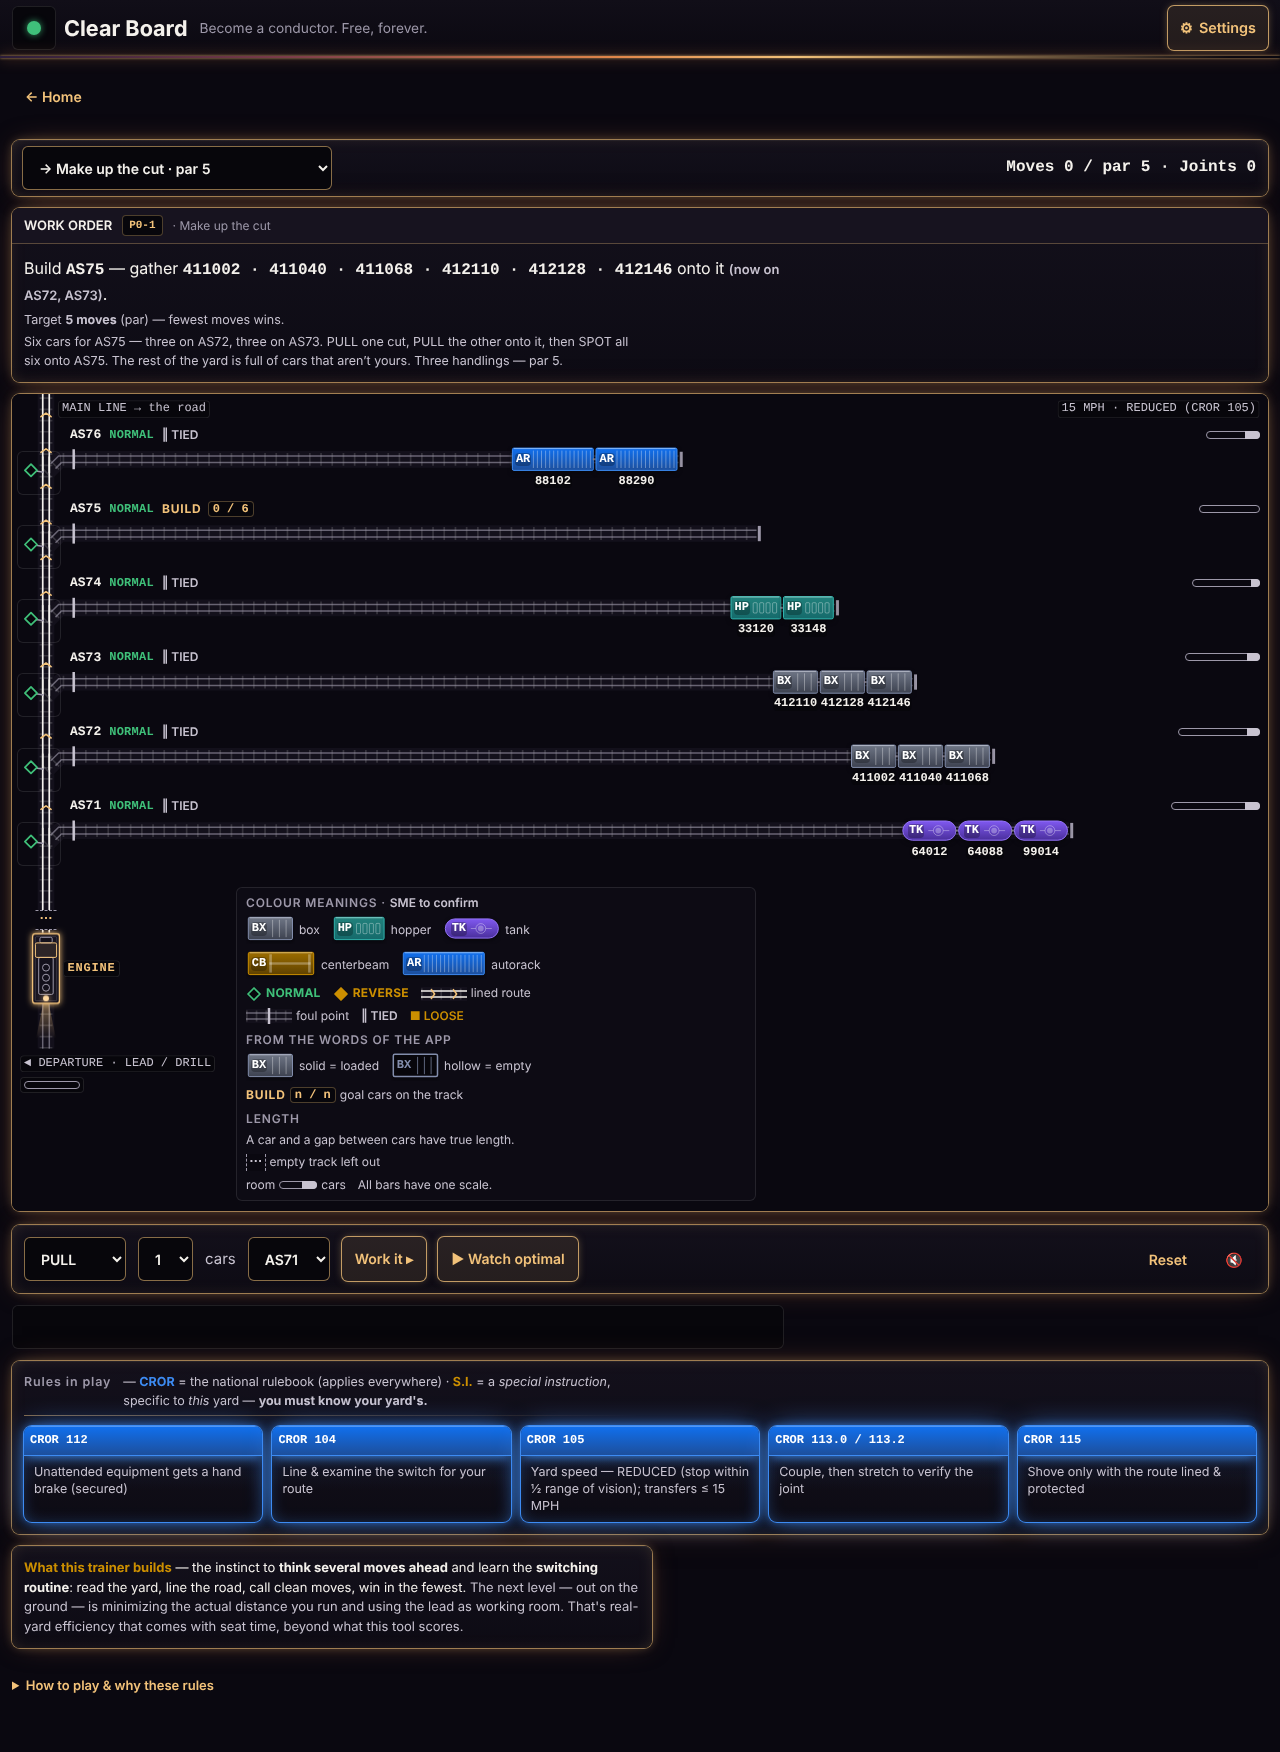 Clear Board Become a conductor. Free, forever.
⚙ Settings
← Home
→ Make up the cut · par 5
Moves 0 / par 5 · Joints 0
WORK ORDER P0-1 · Make up the cut
Build AS75 — gather 411002 · 411040 · 411068 · 412110 · 412128 · 412146 onto it (now on
AS72, AS73).
Target 5 moves (par) — fewest moves wins.
Six cars for AS75 — three on AS72, three on AS73. PULL one cut, PULL the other onto it, then SPOT all
six onto AS75. The rest of the yard is full of cars that aren't yours. Three handlings — par 5.
MAIN LINE → the road
15 MPH · REDUCED (CROR 105)
AS76 NORMAL ║ TIED
AR AR
88102 88290
AS75 NORMAL BUILD 0 / 6
AS74 NORMAL ║ TIED
HP HP
33120 33148
AS73 NORMAL ║ TIED
BX BX BX
412110 412128 412146
AS72 NORMAL ║ TIED
BX BX BX
411002 411040 411068
AS71 NORMAL ║ TIED
TK TK TK
64012 64088 99014
···
ENGINE
◄ DEPARTURE · LEAD / DRILL
COLOUR MEANINGS · SME to confirm
BX box HP hopper TK tank
CB centerbeam AR autorack
◇ NORMAL ◆ REVERSE lined route
foul point ║ TIED ■ LOOSE
FROM THE WORDS OF THE APP
BX solid = loaded BX hollow = empty
BUILD n / n goal cars on the track
LENGTH
A car and a gap between cars have true length.
··· empty track left out
room cars All bars have one scale.
PULL 1 cars AS71 Work it ▸ ▶ Watch optimal
Reset 🔇
Rules in play — CROR = the national rulebook (applies everywhere) · S.I. = a special instruction,
specific to this yard — you must know your yard's.
CROR 112
Unattended equipment gets a hand
brake (secured)
CROR 104
Line & examine the switch for your
route
CROR 105
Yard speed — REDUCED (stop within
½ range of vision); transfers ≤ 15
MPH
CROR 113.0 / 113.2
Couple, then stretch to verify the
joint
CROR 115
Shove only with the route lined &
protected
What this trainer builds — the instinct to think several moves ahead and learn the switching
routine: read the yard, line the road, call clean moves, win in the fewest. The next level — out on the
ground — is minimizing the actual distance you run and using the lead as working room. That's real-
yard efficiency that comes with seat time, beyond what this tool scores.
▶ How to play & why these rules